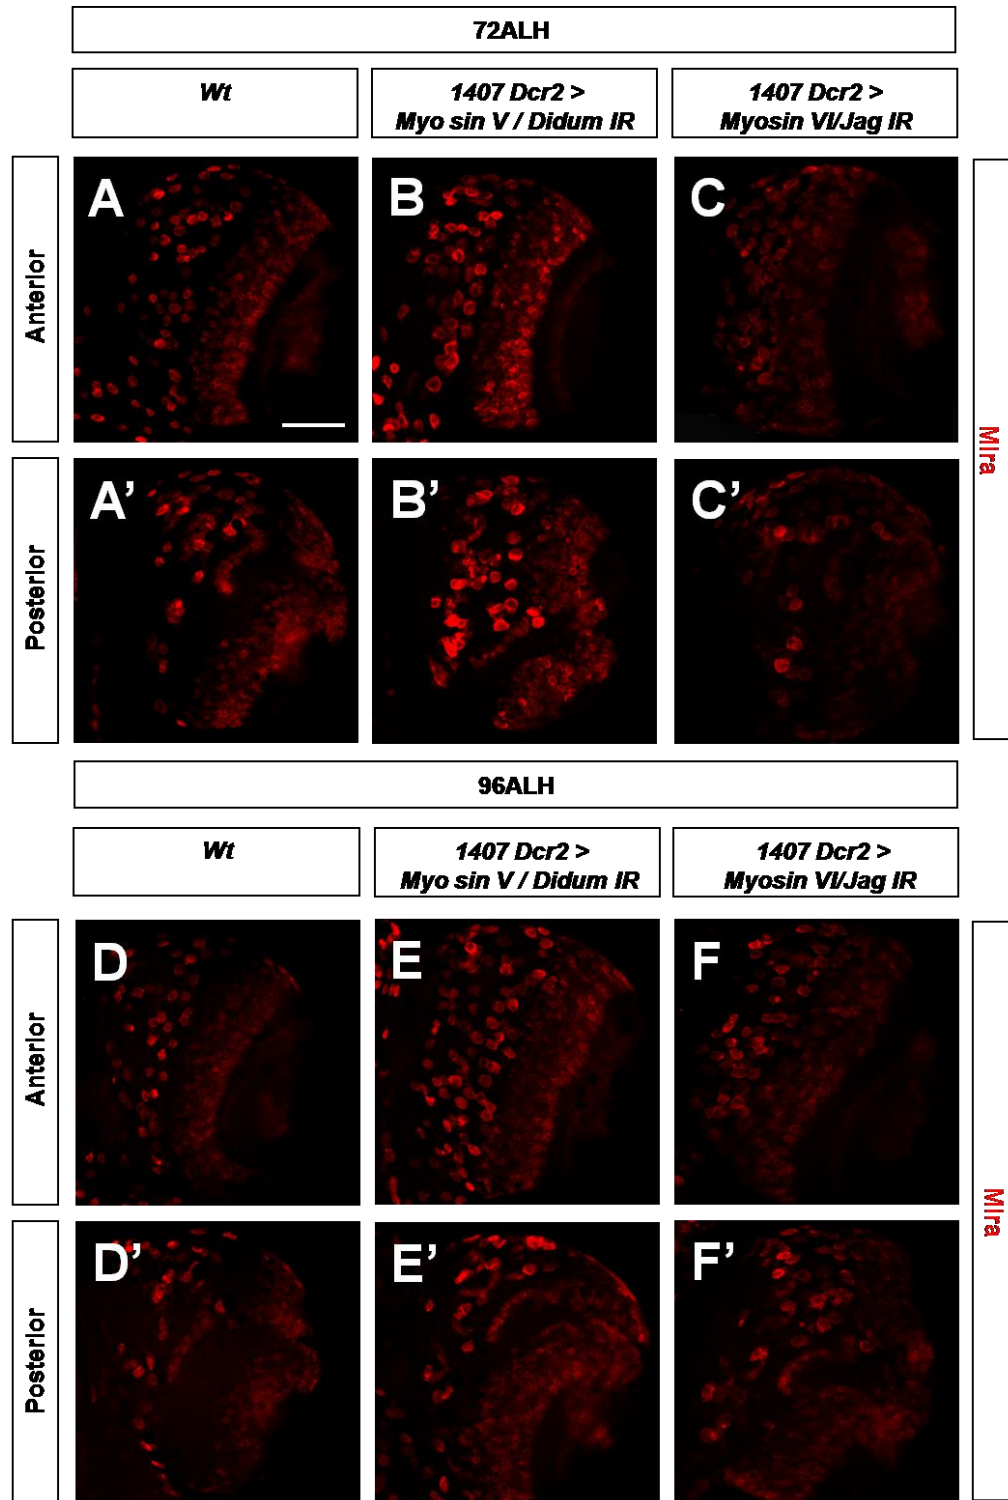 72ALH
Wt
1407 Dcr2 >
Myo sin V / Didum IR
1407 Dcr2 >
Myosin VI/Jag IR
Anterior
A
B
C
Mira
Posterior
A’
B’
C’
96ALH
Wt
1407 Dcr2 >
Myo sin V / Didum IR
1407 Dcr2 >
Myosin VI/Jag IR
Anterior
D
E
F
Mira
Posterior
D’
E’
F’